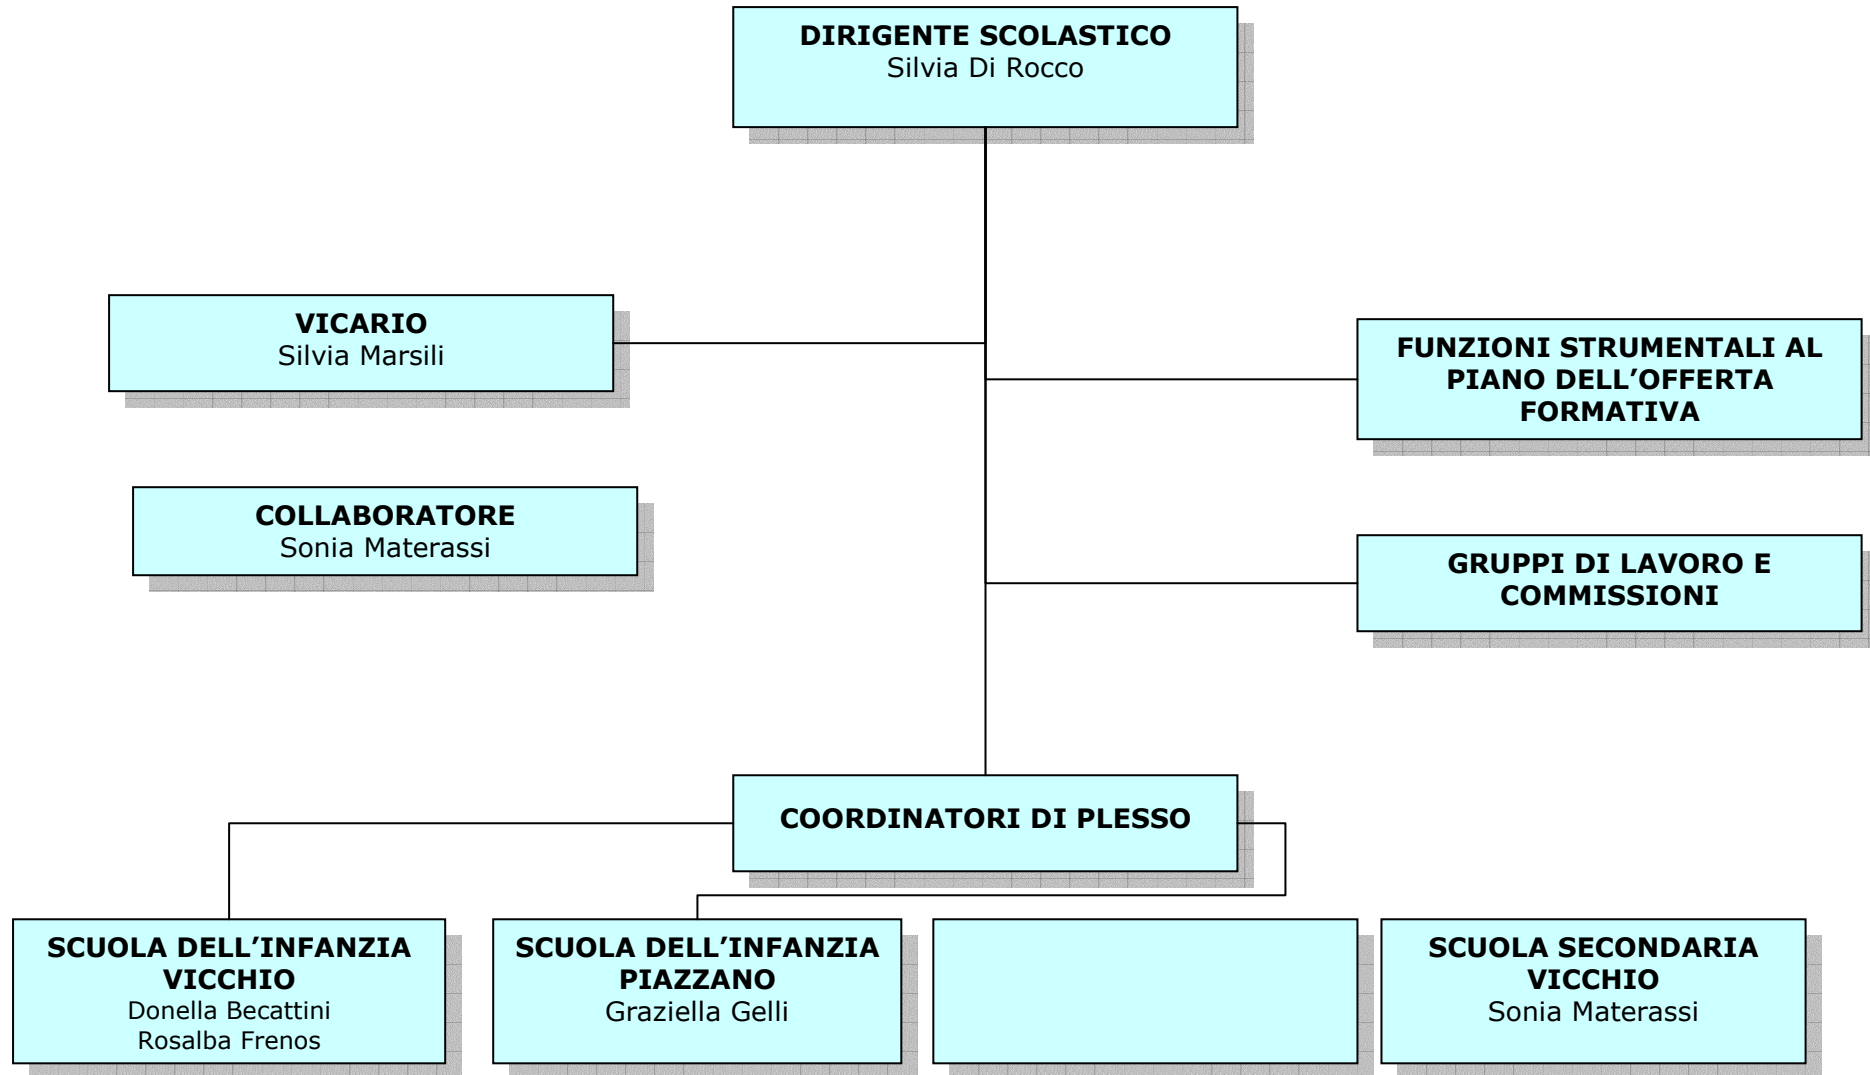 DIRIGENTE SCOLASTICO
Silvia Di Rocco
VICARIO
Silvia Marsili
FUNZIONI STRUMENTALI AL
PIANO DELL’OFFERTA
FORMATIVA
COLLABORATORE
Sonia Materassi
GRUPPI DI LAVORO E
COMMISSIONI
COORDINATORI DI PLESSO
SCUOLA DELL’INFANZIA
VICCHIO
Donella Becattini
Rosalba Frenos
SCUOLA DELL’INFANZIA
PIAZZANO
Graziella Gelli
SCUOLA SECONDARIA
VICCHIO
Sonia Materassi